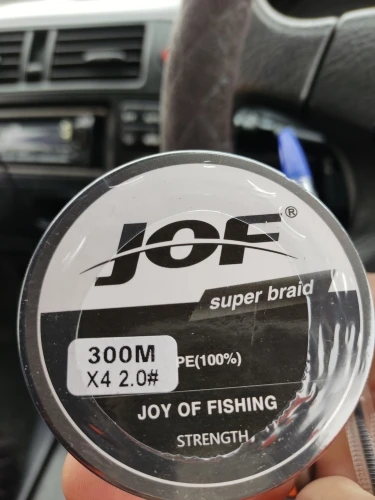 JOF®
super braid
PE(100%)
300M
X4 2.0#
JOY OF FISHING
STRENGTH